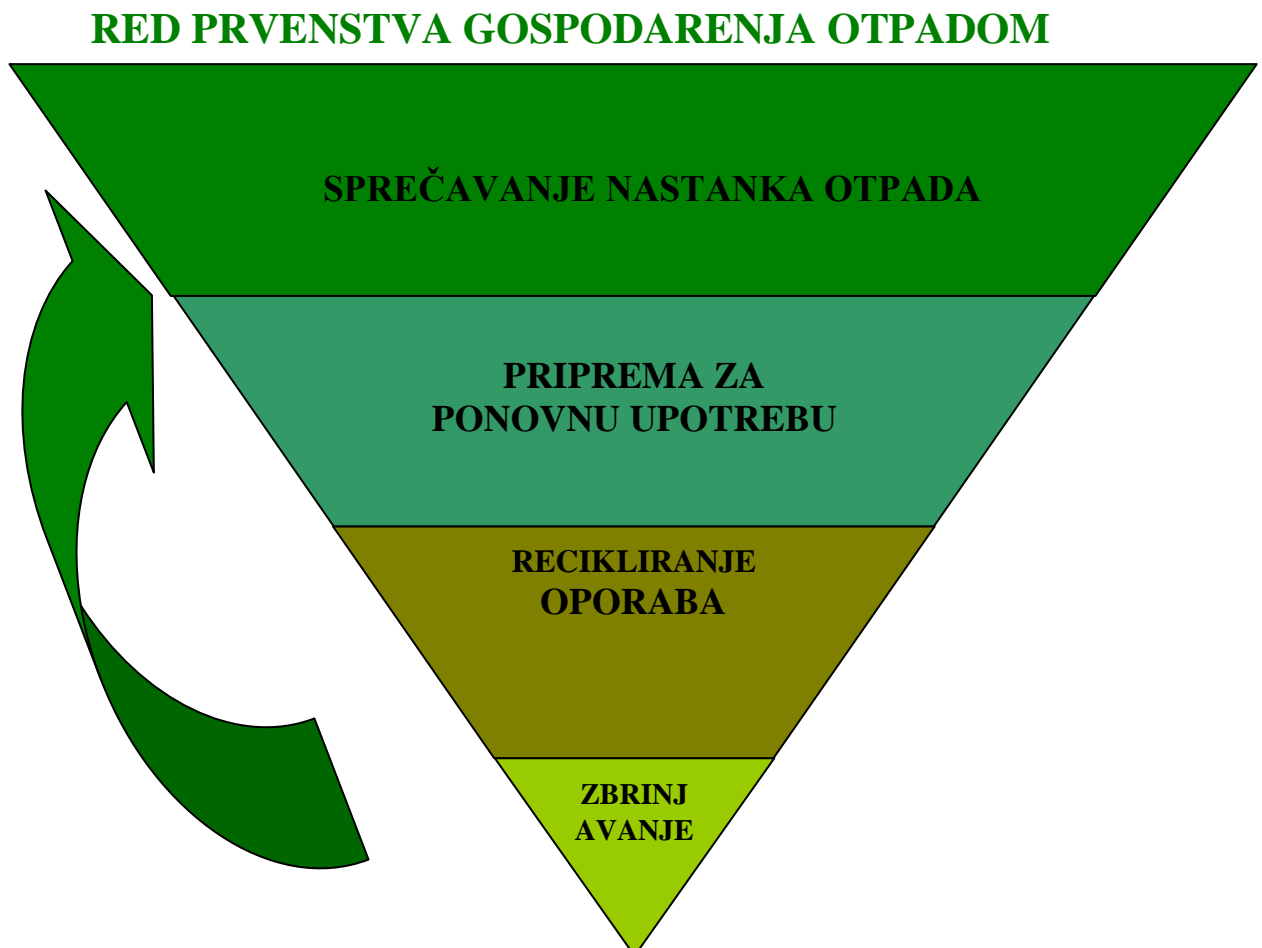 RED PRVENSTVA GOSPODARENJA OTPADOM
SPREČAVANJE NASTANKA OTPADA
PRIPREMA ZA
PONOVNU UPOTREBU
RECIKLIRANJE
OPORABA
ZBRINJ
AVANJE